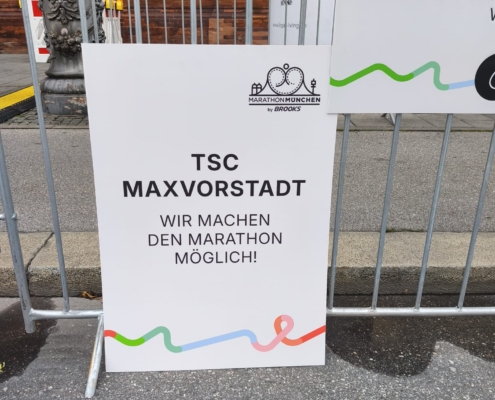 MARATHON MÜNCHEN
by BROOKS
TSC
MAXVORSTADT
WIR MACHEN
DEN MARATHON
MÖGLICH!